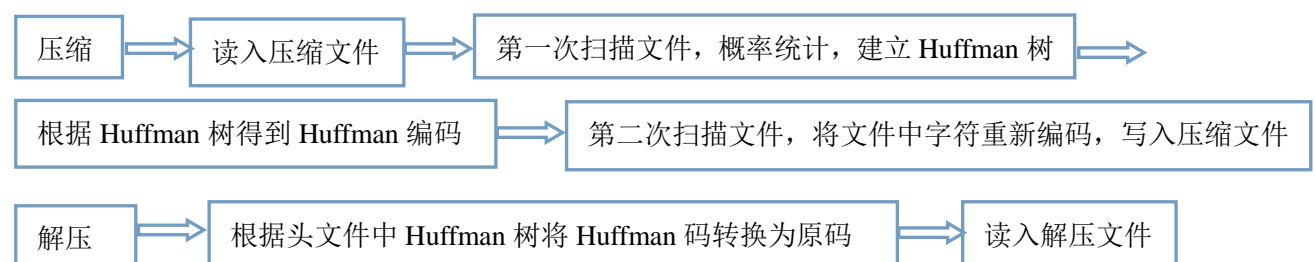 压缩 读入压缩文件 第一次扫描文件，概率统计，建立 Huffman 树
根据 Huffman 树得到 Huffman 编码 第二次扫描文件，将文件中字符重新编码，写入压缩文件
解压 根据头文件中 Huffman 树将 Huffman 码转换为原码 读入解压文件